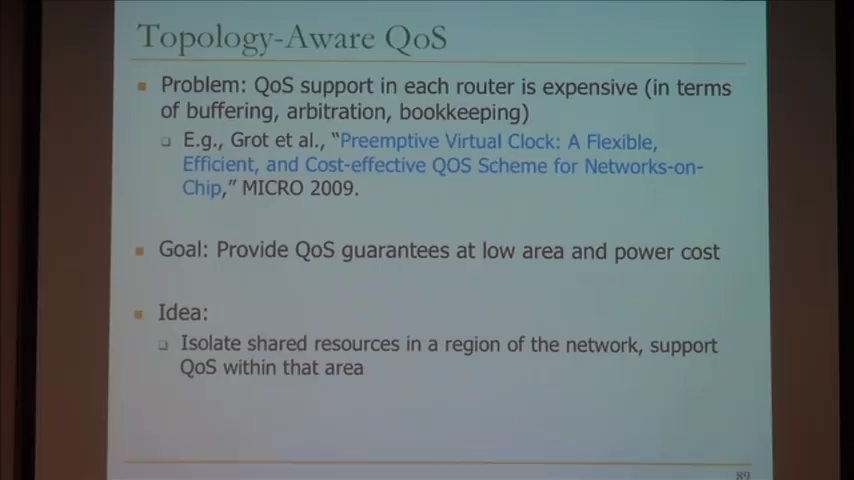 Topology-Aware QoS
Problem: QoS support in each router is expensive (in terms
of buffering, arbitration, bookkeeping)
E.g., Grot et al., “Preemptive Virtual Clock: A Flexible,
Efficient, and Cost-effective QOS Scheme for Networks-on-
Chip,” MICRO 2009.
Goal: Provide QoS guarantees at low area and power cost
Idea:
Isolate shared resources in a region of the network, support
QoS within that area
89